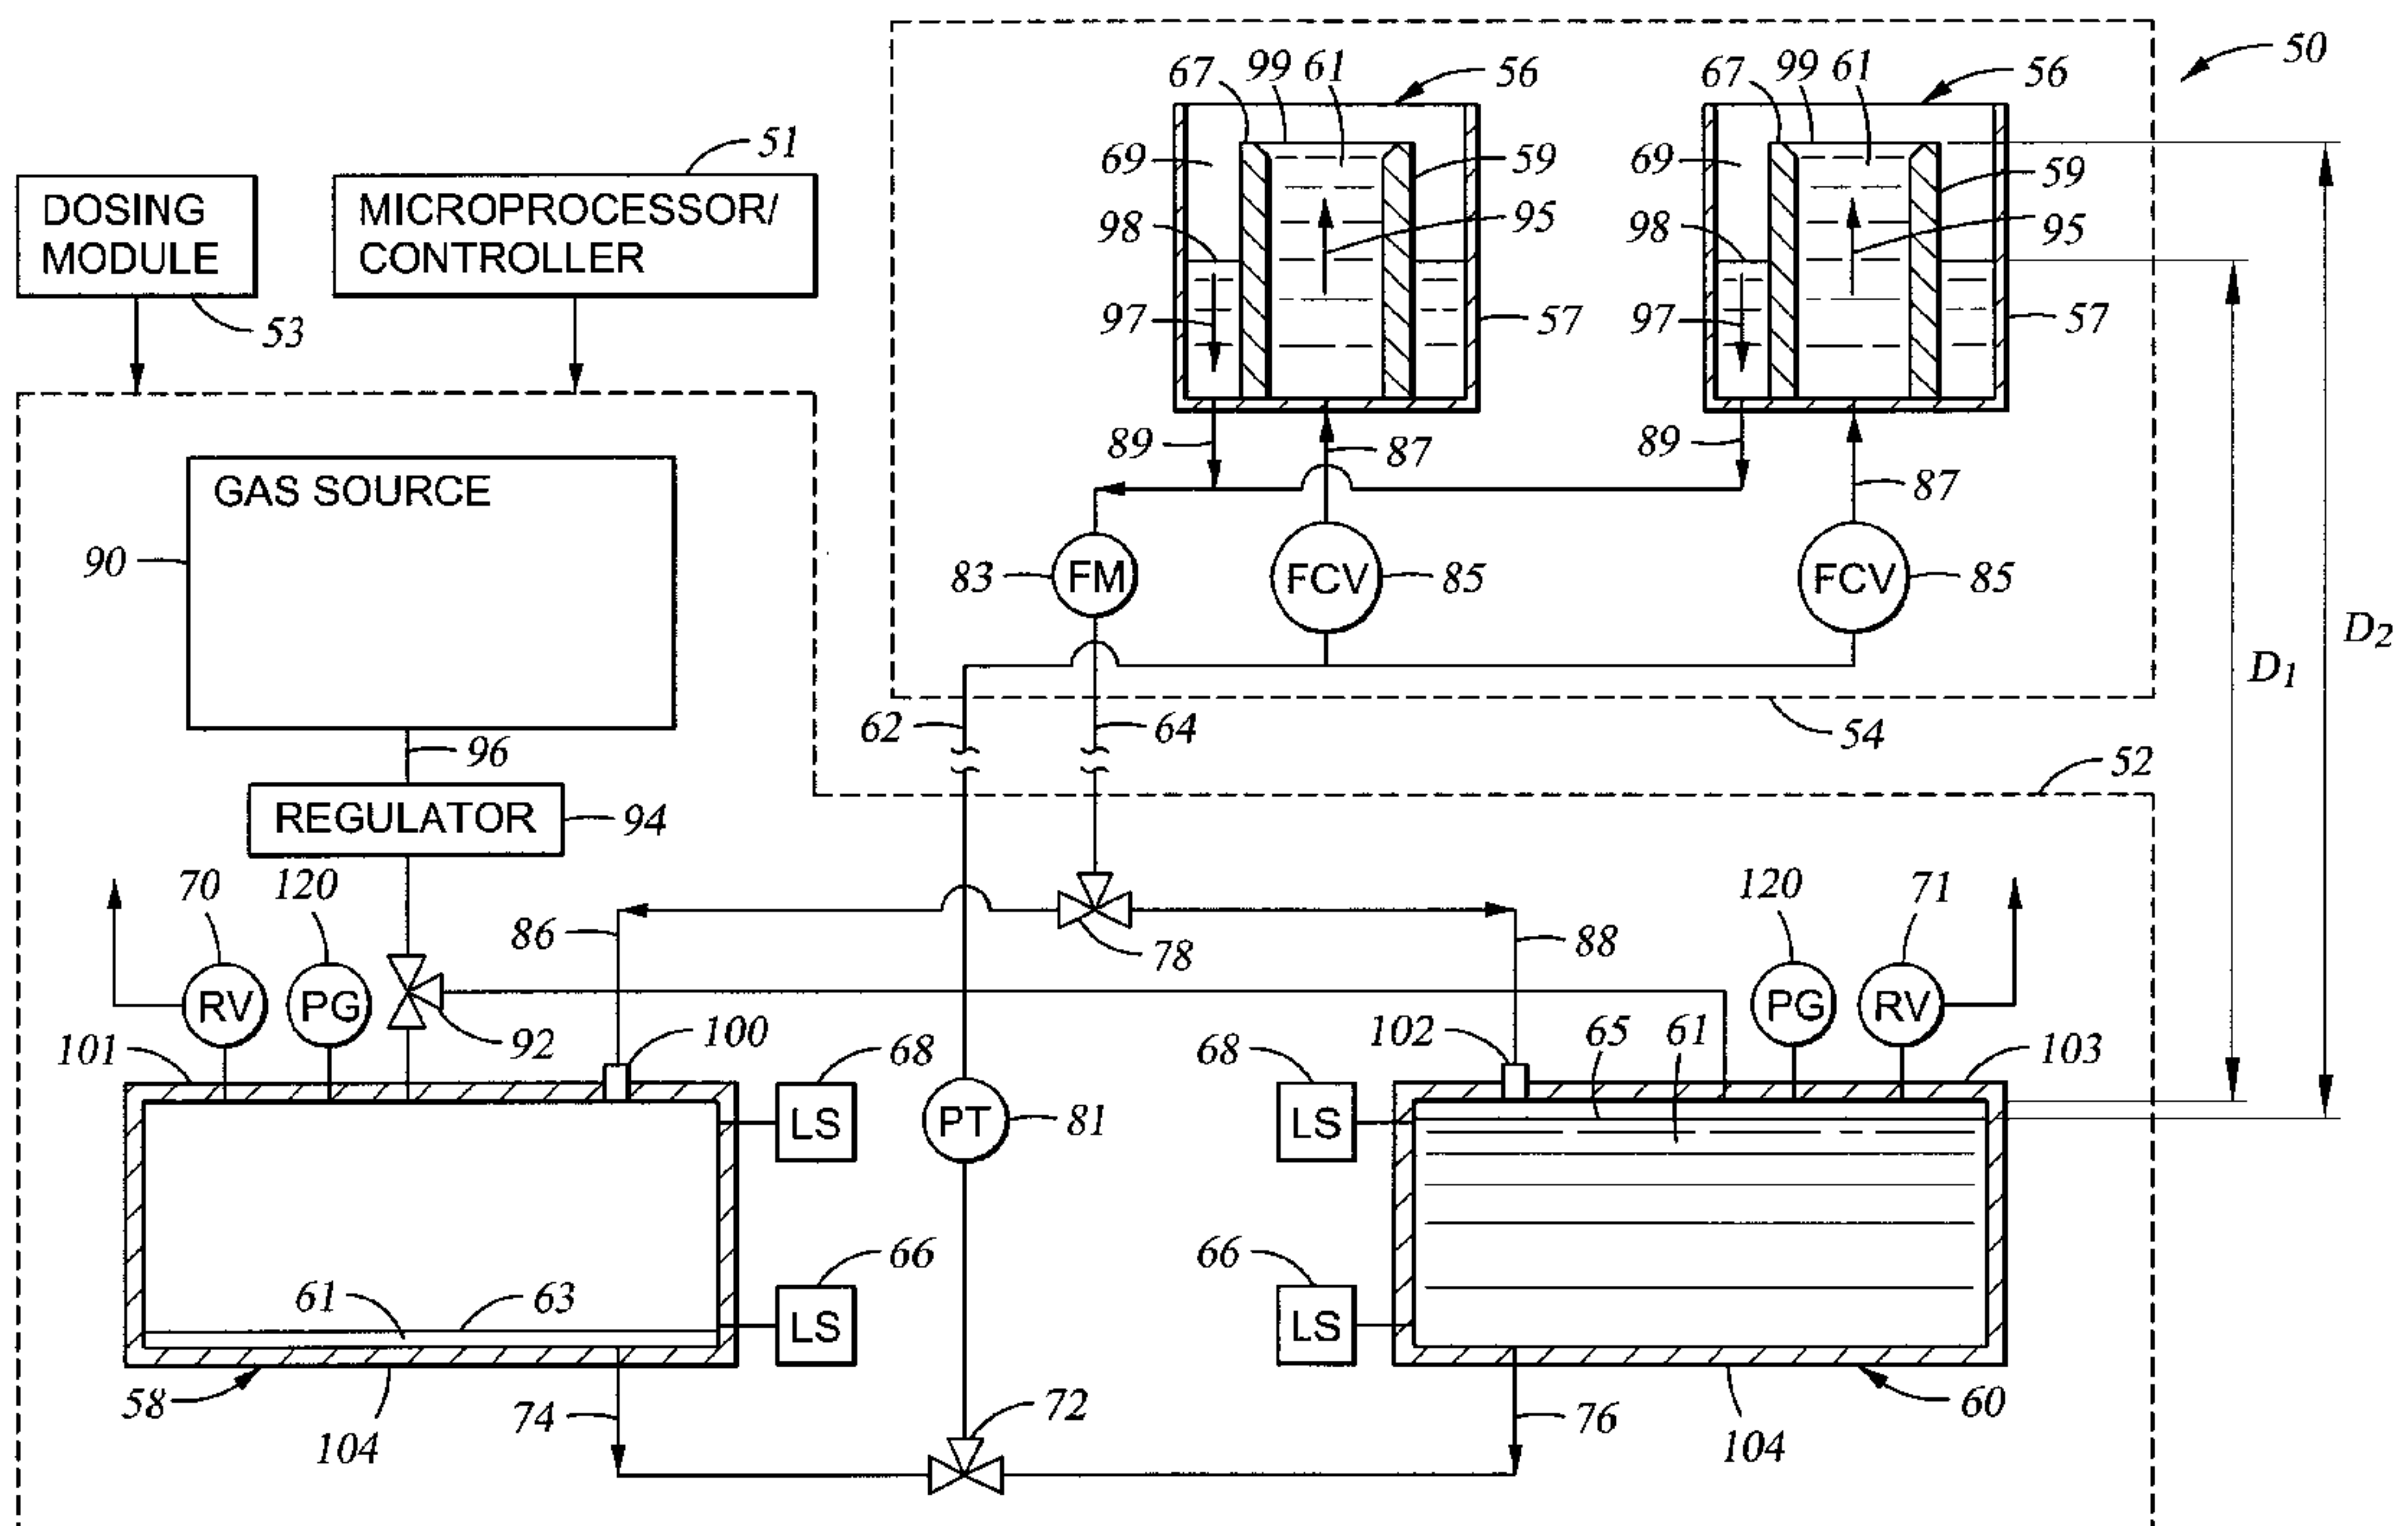 50
67 99 61 56
67 99 61 56
51
69
59
69
59
DOSING
MODULE
MICROPROCESSOR/
CONTROLLER
98
95
98
95
53
97
57
97
57
89
87
89
87
GAS SOURCE
90
83
FM
FCV
85
FCV
85
D1
D2
62
64
54
52
96
REGULATOR
94
70
120
86
78
88
120
71
RV
PG
92
PG
RV
101
100
68
102
65
61
68
103
LS
PT
81
LS
61
63
66
66
LS
LS
58
104
74
72
76
104
60